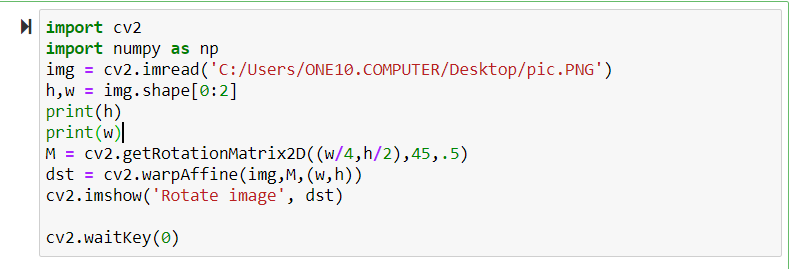 import cv2
import numpy as np
img = cv2.imread('C:/Users/ONE10.COMPUTER/Desktop/pic.PNG')
h,w = img.shape[0:2]
print(h)
print(w)
M = cv2.getRotationMatrix2D((w/4,h/2),45,.5)
dst = cv2.warpAffine(img,M,(w,h))
cv2.imshow('Rotate image', dst)
cv2.waitKey(0)